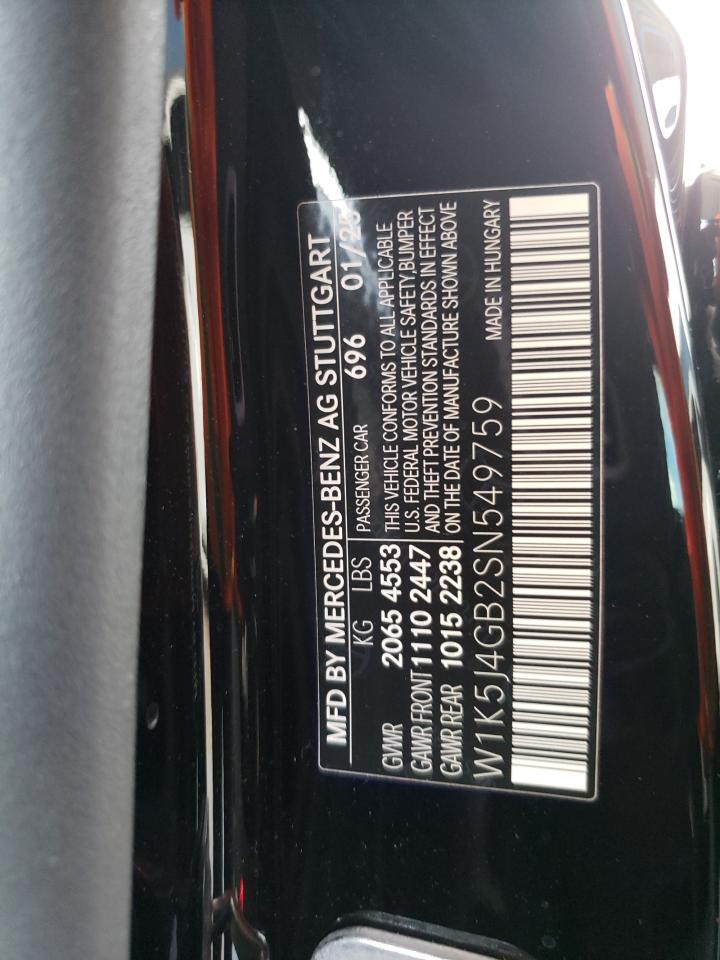 MFD BY MERCEDES-BENZ AG STUTTGART
KG LBS PASSENGER CAR 696 01/25
GVWR 2065 4553 THIS VEHICLE CONFORMS TO ALL APPLICABLE
GAWR FRONT 1110 2447 U.S. FEDERAL MOTOR VEHICLE SAFETY,BUMPER
GAWR REAR 1015 2238 AND THEFT PREVENTION STANDARDS IN EFFECT
ON THE DATE OF MANUFACTURE SHOWN ABOVE
W1K5J4GB2SN549759 MADE IN HUNGARY